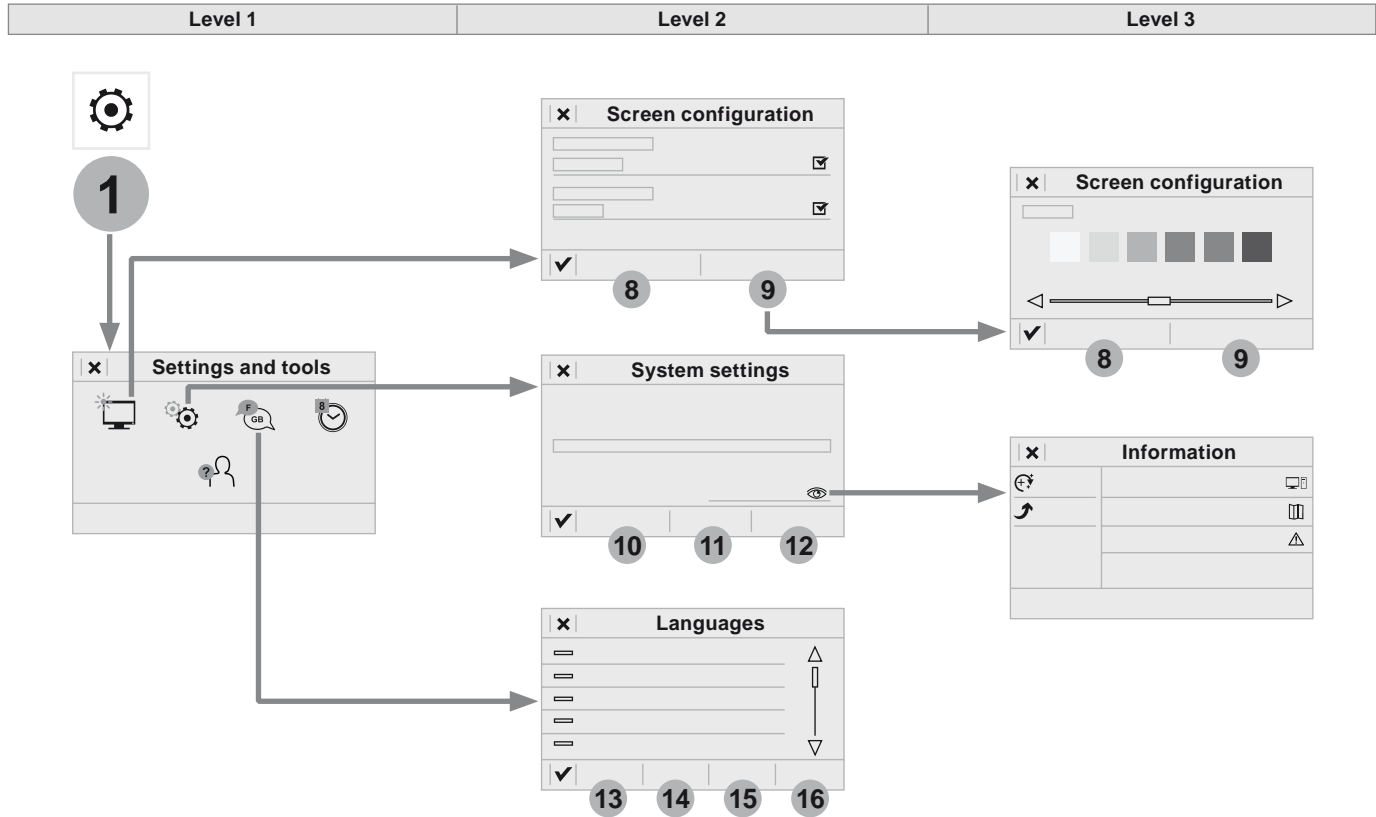 Level 1
Level 2
Level 3
1
Screen configuration
8
9
Screen configuration
8
9
Settings and tools
F
GB
8
?
System settings
10
11
12
Information
Languages
13
14
15
16